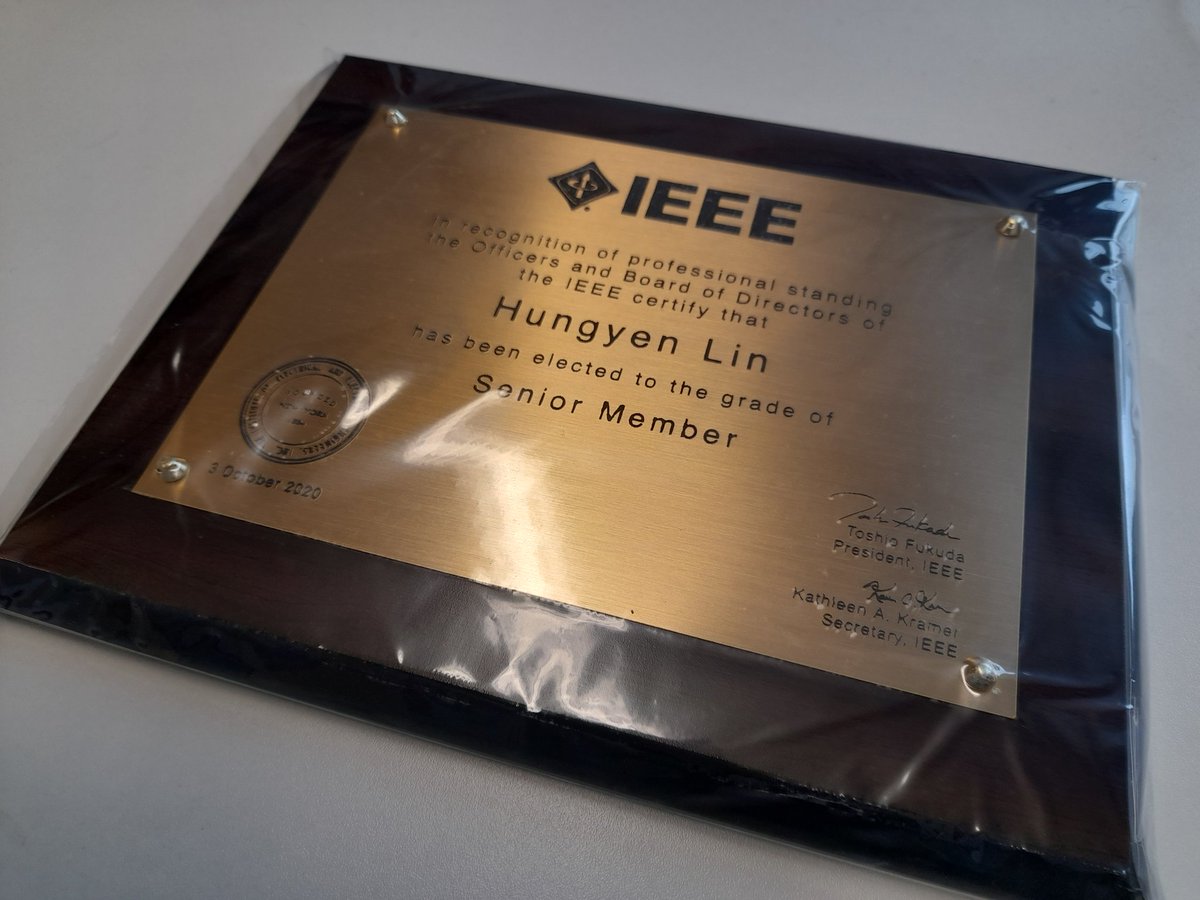 IEEE
In recognition of professional standing
the Officers and Board of Directors of
the IEEE certify that
Hungyen Lin
has been elected to the grade of
Senior Member
3 October 2020
Toshio Fukuda
President, IEEE
Kathleen A. Kramer
Secretary, IEEE